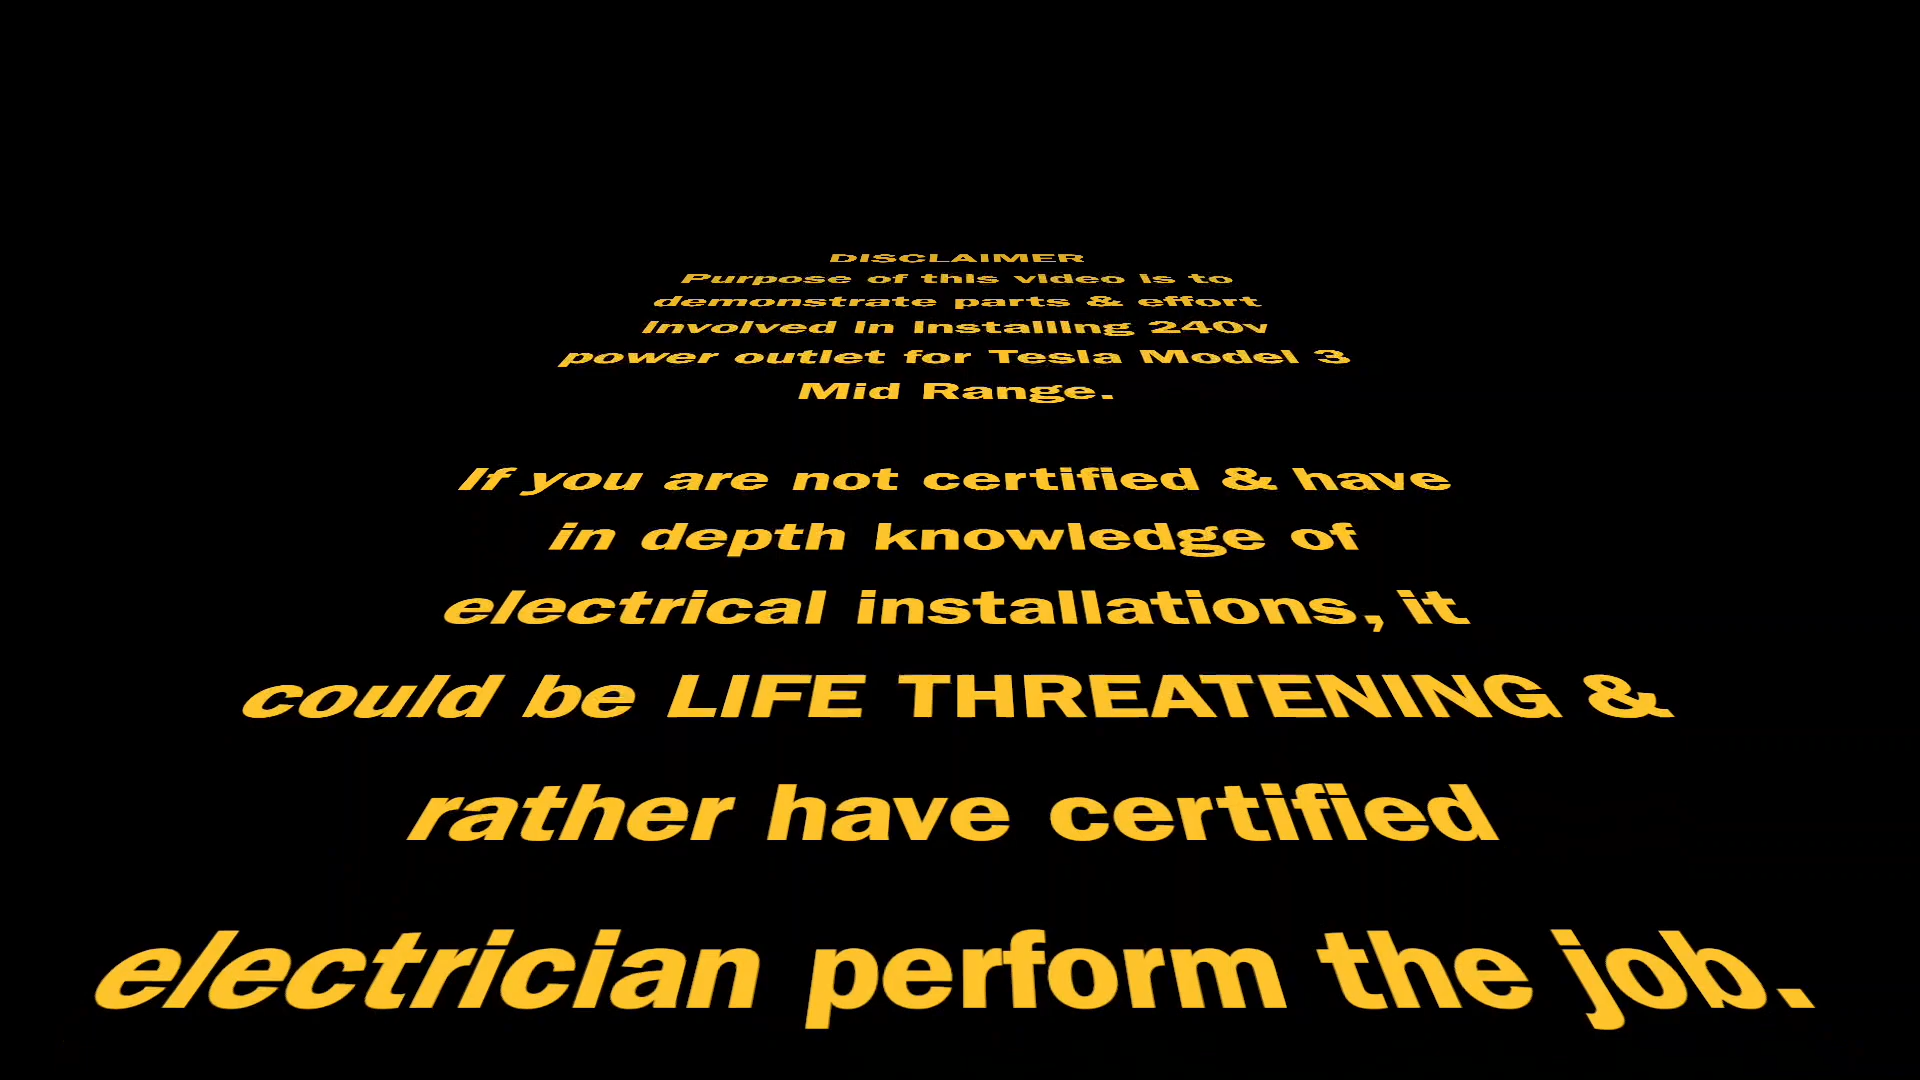 DISCLAIMER
Purpose of this video is to
demonstrate parts & effort
involved in installing 240v
power outlet for Tesla Model 3
Mid Range.
If you are not certified & have
in depth knowledge of
electrical installations, it
could be LIFE THREATENING &
rather have certified
electrician perform the job.